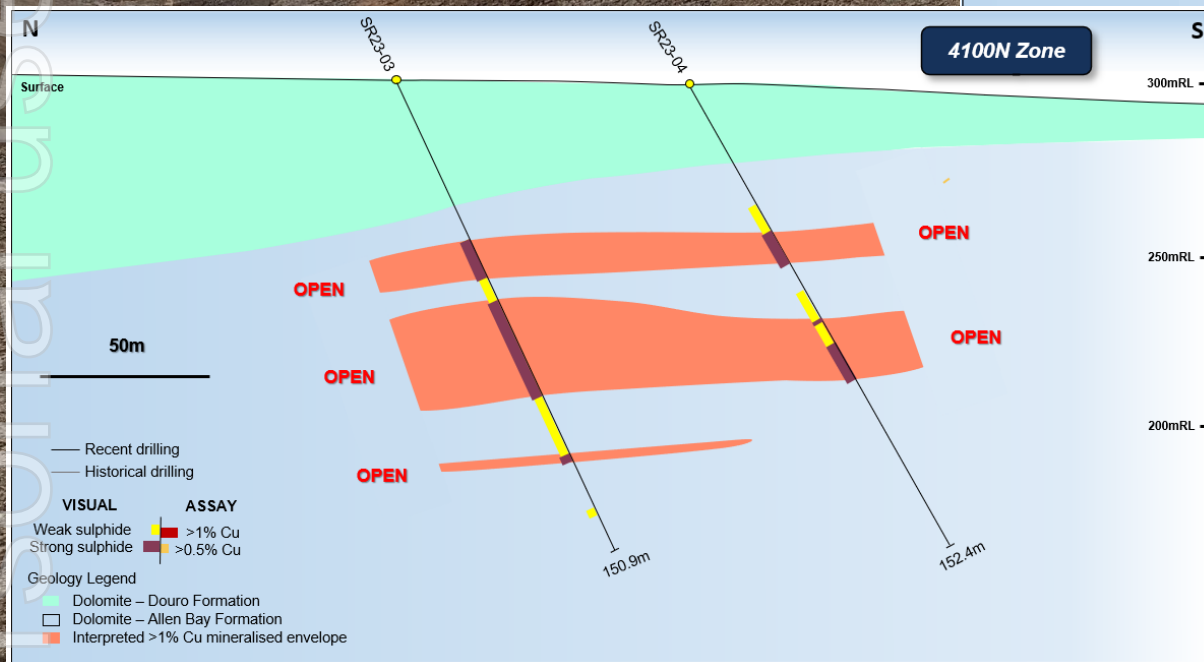 N
SR23-03
SR23-04
4100N Zone
S
Surface
300mRL
OPEN
OPEN
250mRL
OPEN
50m
OPEN
OPEN
200mRL
Recent drilling
Historical drilling
OPEN
VISUAL
ASSAY
Weak sulphide
>1% Cu
Strong sulphide
>0.5% Cu
150.9m
152.4m
Geology Legend
Dolomite – Douro Formation
Dolomite – Allen Bay Formation
Interpreted >1% Cu mineralised envelope